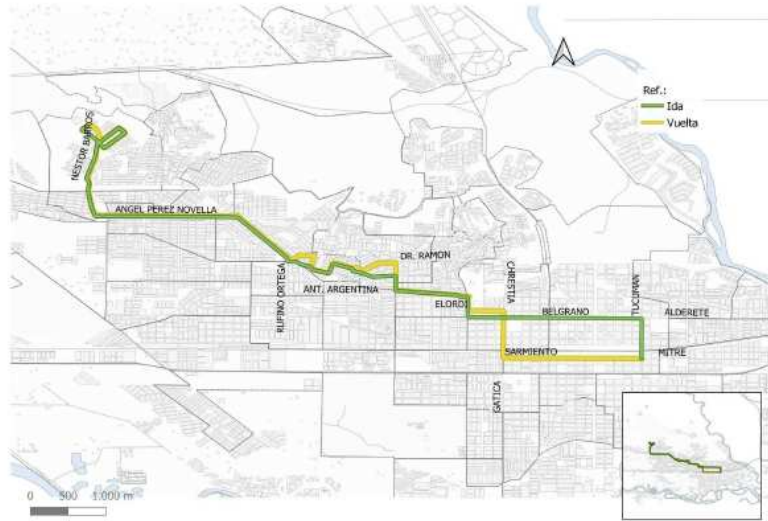 Ref.:
Ida
Vuelta
NESTOR BARROS
ANGEL PEREZ NOVELLA
DR. RAMON
CHRESTIA
TUCUMAN
RUFINO ORTEGA
ANT. ARGENTINA
ELORDI
BELGRANO
ALDERETE
SARMIENTO
MITRE
GATICA
0 500 1.000 m